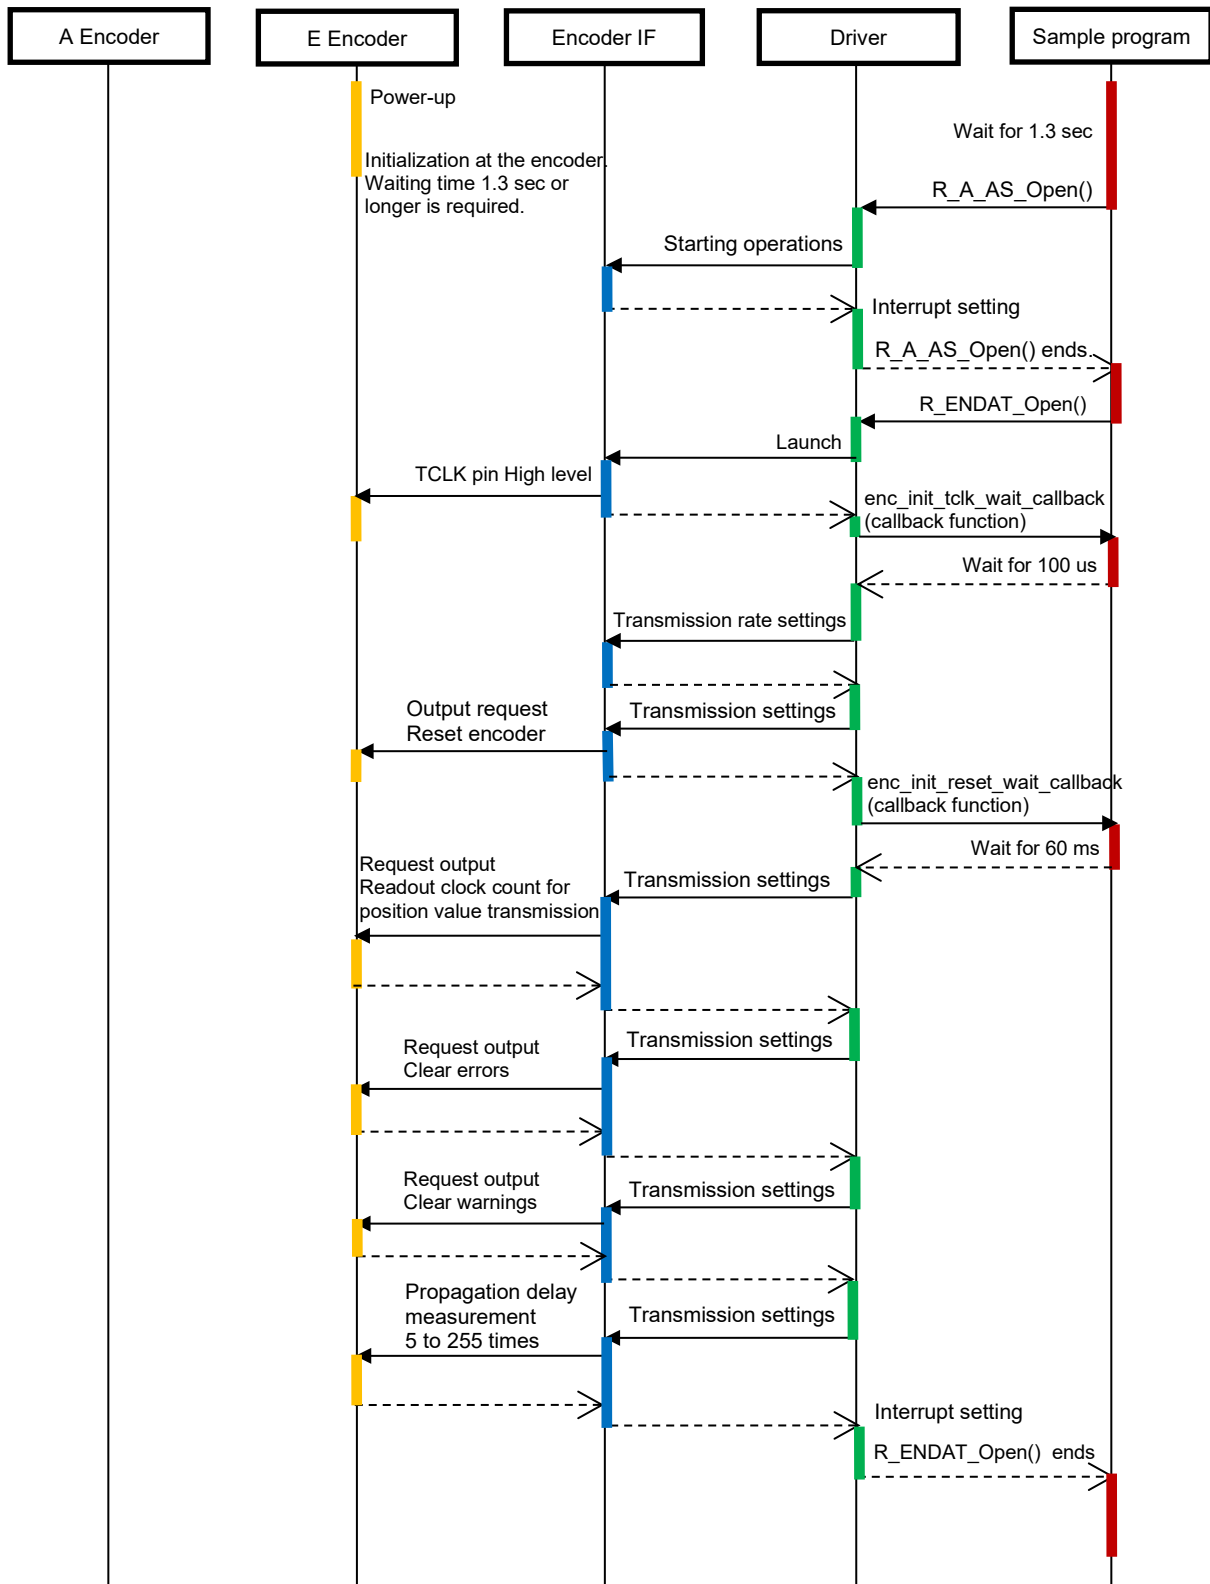 A Encoder
E Encoder
Encoder IF
Driver
Sample program
Power-up
Wait for 1.3 sec
Initialization at the encoder.
Waiting time 1.3 sec or
longer is required.
R_A_AS_Open()
Starting operations
Interrupt setting
R_A_AS_Open() ends.
R_ENDAT_Open()
Launch
TCLK pin High level
enc_init_tclk_wait_callback
(callback function)
Wait for 100 us
Transmission rate settings
Output request
Reset encoder
Transmission settings
enc_init_reset_wait_callback
(callback function)
Wait for 60 ms
Request output
Readout clock count for
position value transmission
Transmission settings
Request output
Clear errors
Transmission settings
Request output
Clear warnings
Transmission settings
Propagation delay
measurement
5 to 255 times
Transmission settings
Interrupt setting
R_ENDAT_Open()  ends